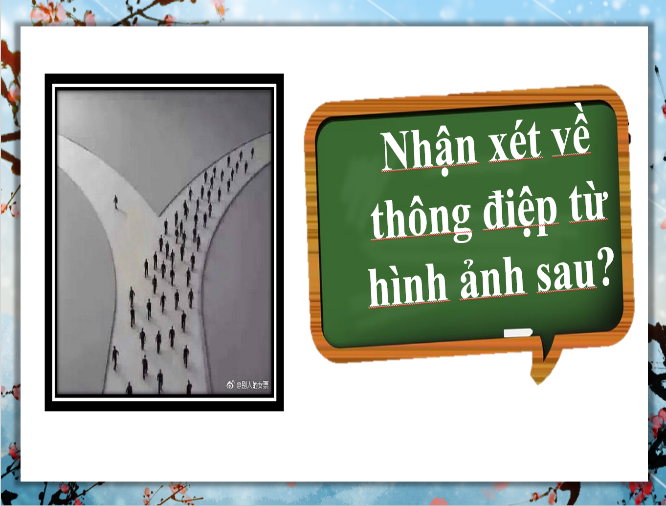 Nhận xét về
thông điệp từ
hình ảnh sau?